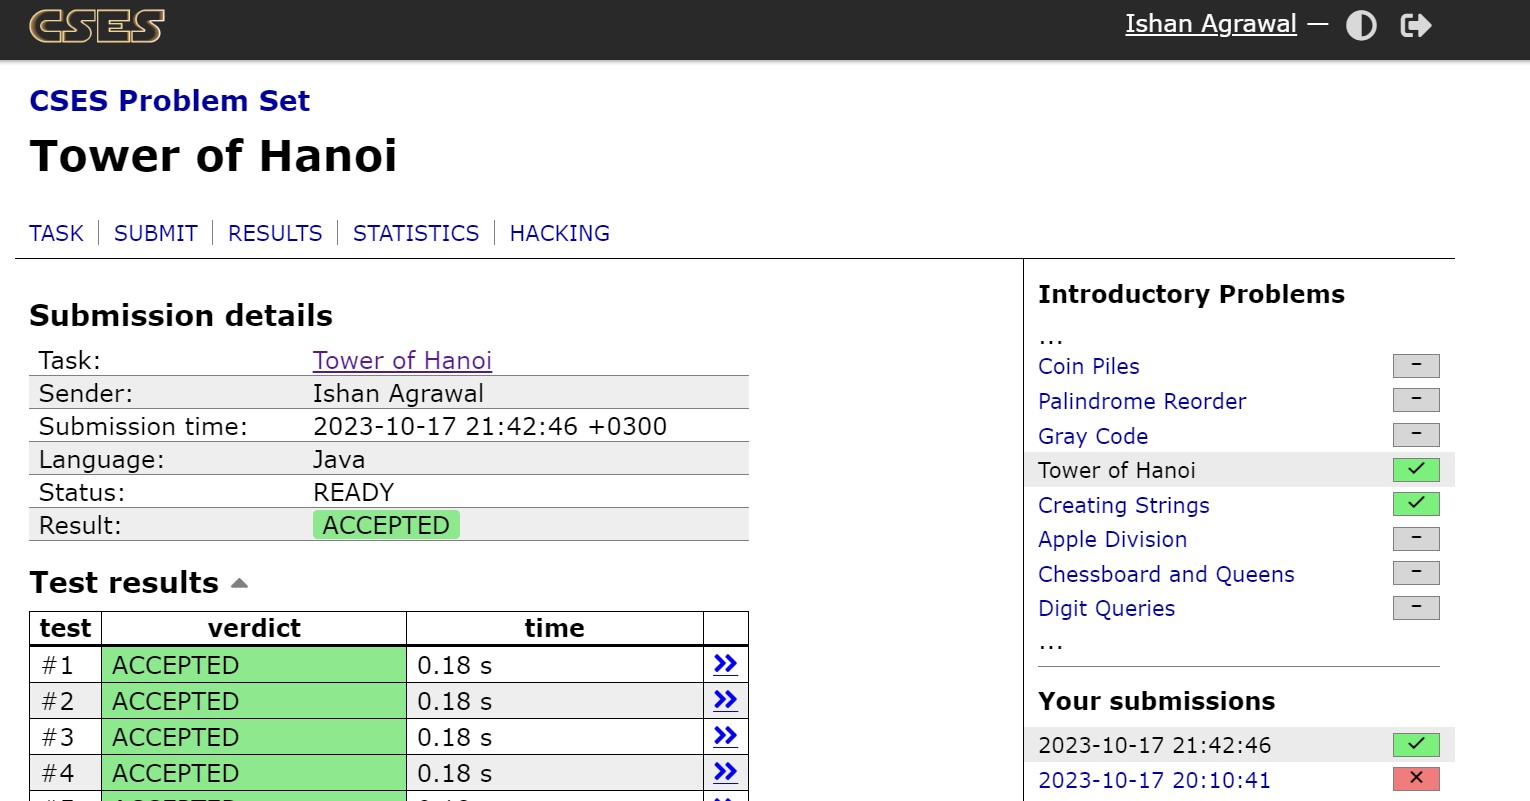 CSES
Ishan Agrawal —
CSES Problem Set
Tower of Hanoi
TASK | SUBMIT | RESULTS | STATISTICS | HACKING
Submission details
Task: Tower of Hanoi
Sender: Ishan Agrawal
Submission time: 2023-10-17 21:42:46 +0300
Language: Java
Status: READY
Result: ACCEPTED
Test results
test verdict time
#1 ACCEPTED 0.18 s
#2 ACCEPTED 0.18 s
#3 ACCEPTED 0.18 s
#4 ACCEPTED 0.18 s
Introductory Problems
...
Coin Piles –
Palindrome Reorder –
Gray Code –
Tower of Hanoi ✓
Creating Strings ✓
Apple Division –
Chessboard and Queens –
Digit Queries –
...
Your submissions
2023-10-17 21:42:46 ✓
2023-10-17 20:10:41 ×